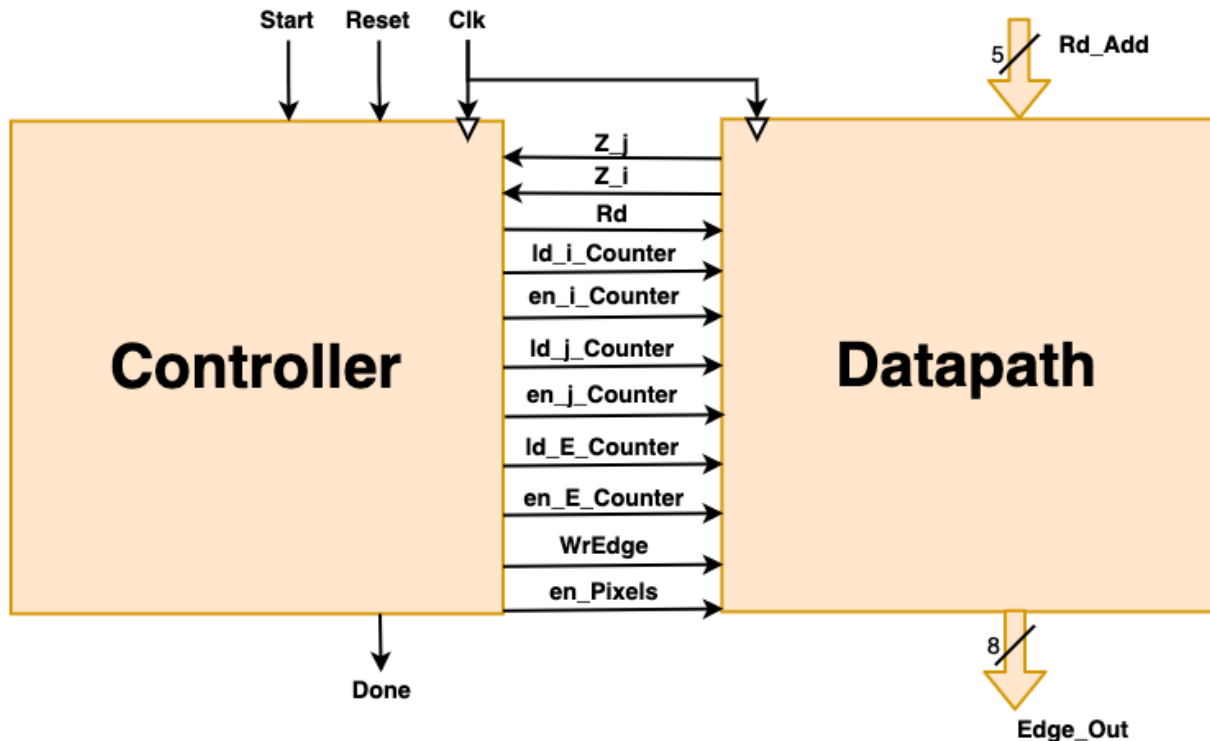 Start Reset Clk
5 Rd_Add
Z_j
Z_i
Rd
ld_i_Counter
en_i_Counter
Controller
Datapath
ld_j_Counter
en_j_Counter
ld_E_Counter
en_E_Counter
WrEdge
en_Pixels
8
Done
Edge_Out